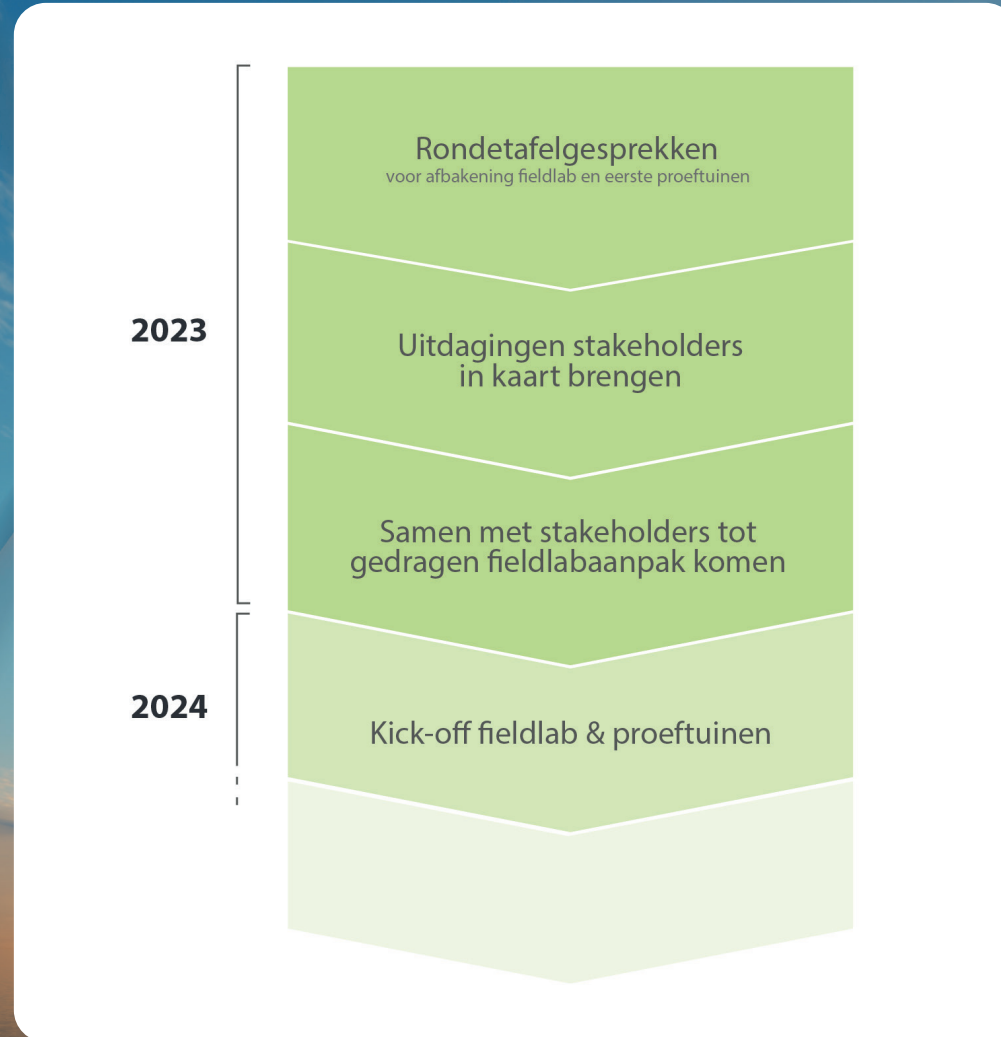 Rondetafelgesprekken
voor afbakening fieldlab en eerste proeftuinen
2023
Uitdagingen stakeholders
in kaart brengen
Samen met stakeholders tot
gedragen fieldlabaanpak komen
2024
Kick-off fieldlab & proeftuinen